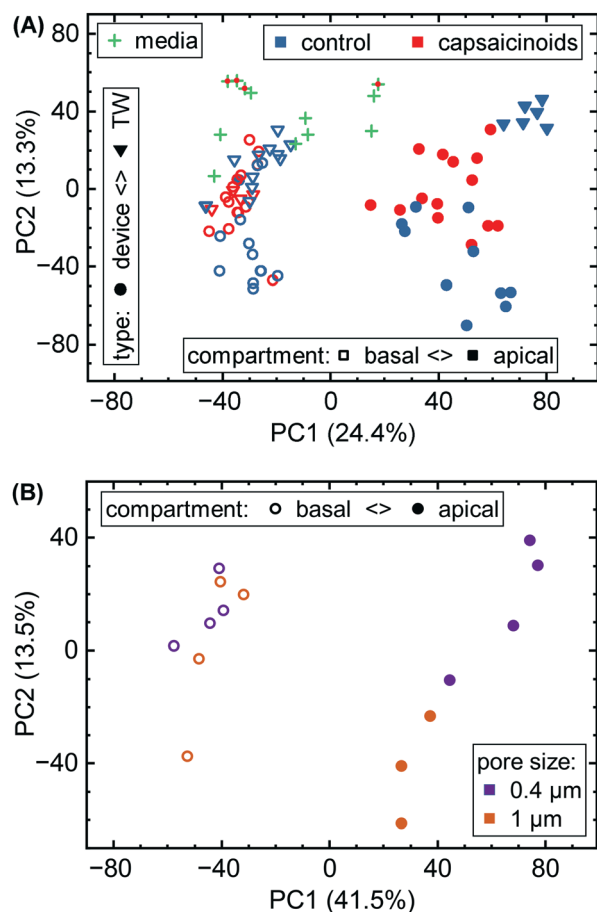 (A)
+ media
■ control ■ capsaicinoids
type: ● device <> ▼ TW
compartment: □ basal <> ■ apical
80
40
0
−40
−80
PC2 (13.3%)
−80 −40 0 40 80
PC1 (24.4%)
(B)
compartment: ○ basal <> ● apical
40
0
−40
PC2 (13.5%)
pore size:
■ 0.4 µm
■ 1 µm
−80 −40 0 40 80
PC1 (41.5%)